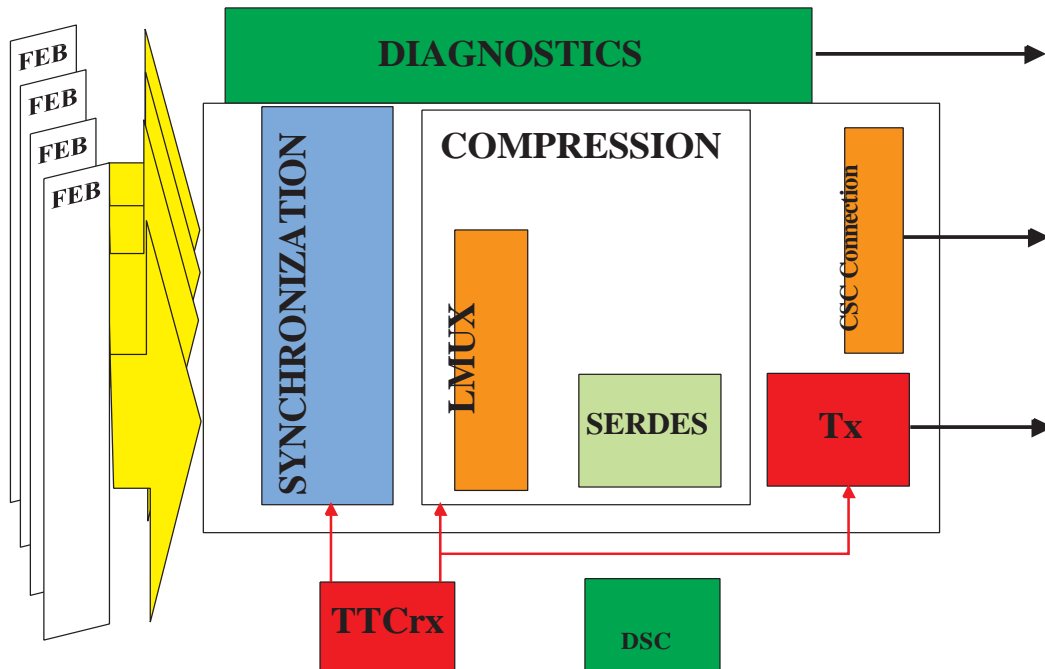 DIAGNOSTICS
FEB
FEB
FEB
FEB
SYNCHRONIZATION
COMPRESSION
LMUX
SERDES
CSC Connection
Tx
TTCrx
DSC